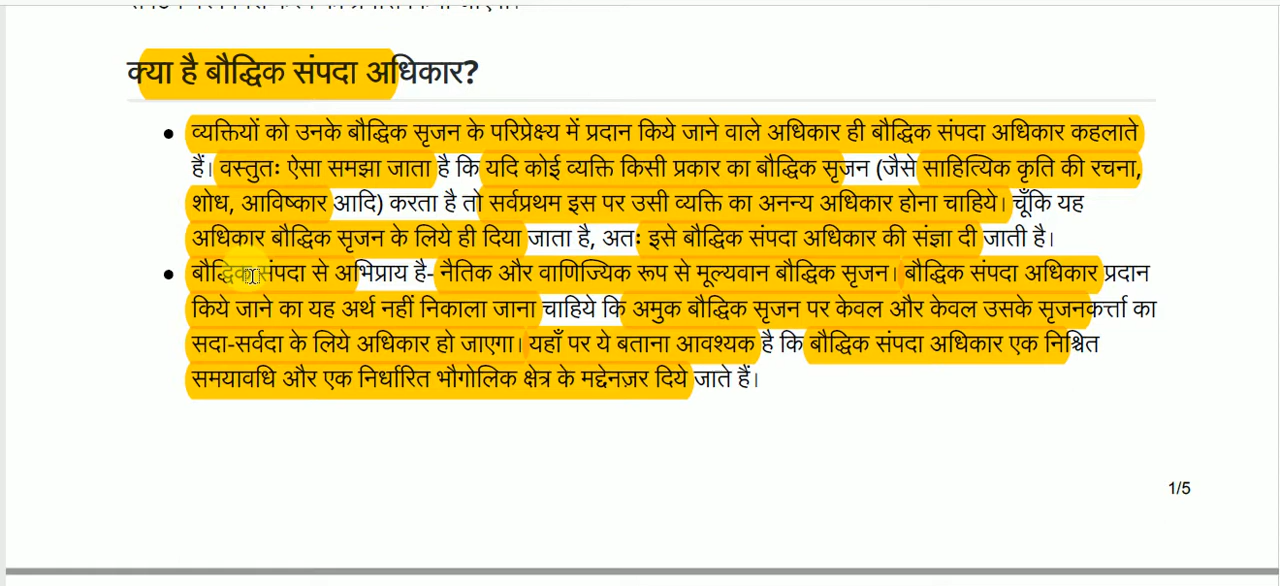 क्या है बौद्धिक संपदा अधिकार?
व्यक्तियों को उनके बौद्धिक सृजन के परिप्रेक्ष्य में प्रदान किये जाने वाले अधिकार ही बौद्धिक संपदा अधिकार कहलाते
हैं। वस्तुतः ऐसा समझा जाता है कि यदि कोई व्यक्ति किसी प्रकार का बौद्धिक सृजन (जैसे साहित्यिक कृति की रचना,
शोध, आविष्कार आदि) करता है तो सर्वप्रथम इस पर उसी व्यक्ति का अनन्य अधिकार होना चाहिये। चूँकि यह
अधिकार बौद्धिक सृजन के लिये ही दिया जाता है, अतः इसे बौद्धिक संपदा अधिकार की संज्ञा दी जाती है।
बौद्धिक संपदा से अभिप्राय है- नैतिक और वाणिज्यिक रूप से मूल्यवान बौद्धिक सृजन। बौद्धिक संपदा अधिकार प्रदान
किये जाने का यह अर्थ नहीं निकाला जाना चाहिये कि अमुक बौद्धिक सृजन पर केवल और केवल उसके सृजनकर्त्ता का
सदा-सर्वदा के लिये अधिकार हो जाएगा। यहाँ पर ये बताना आवश्यक है कि बौद्धिक संपदा अधिकार एक निश्चित
समयावधि और एक निर्धारित भौगोलिक क्षेत्र के मद्देनज़र दिये जाते हैं।
1/5